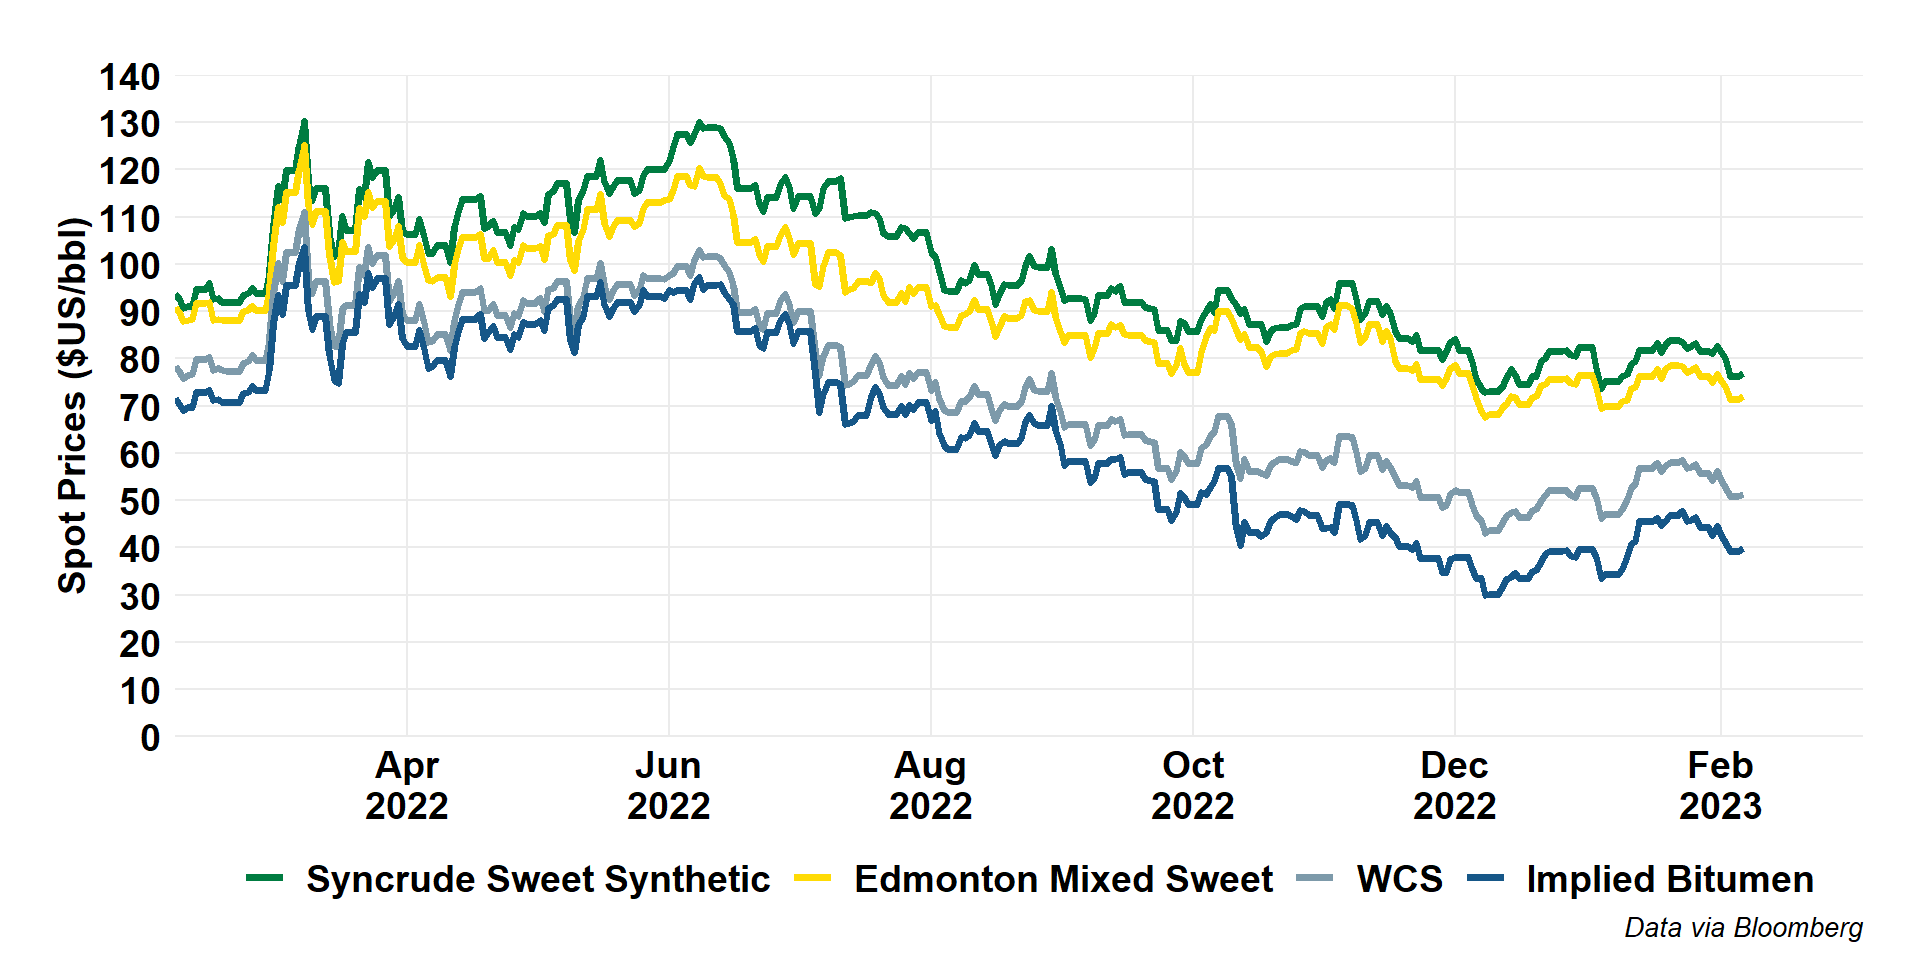 Spot Prices ($US/bbl)
140
130
120
110
100
90
80
70
60
50
40
30
20
10
0
Apr
2022
Jun
2022
Aug
2022
Oct
2022
Dec
2022
Feb
2023
Syncrude Sweet Synthetic
Edmonton Mixed Sweet
WCS
Implied Bitumen
Data via Bloomberg